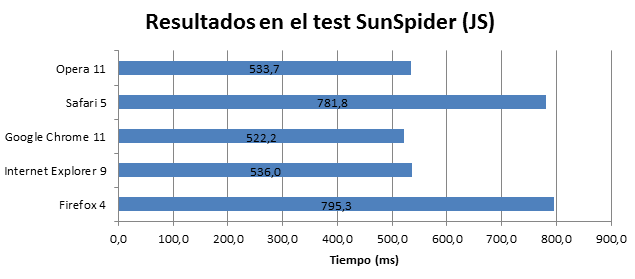 Resultados en el test SunSpider (JS)
Opera 11
533,7
Safari 5
781,8
Google Chrome 11
522,2
Internet Explorer 9
536,0
Firefox 4
795,3
0,0 100,0 200,0 300,0 400,0 500,0 600,0 700,0 800,0 900,0
Tiempo (ms)